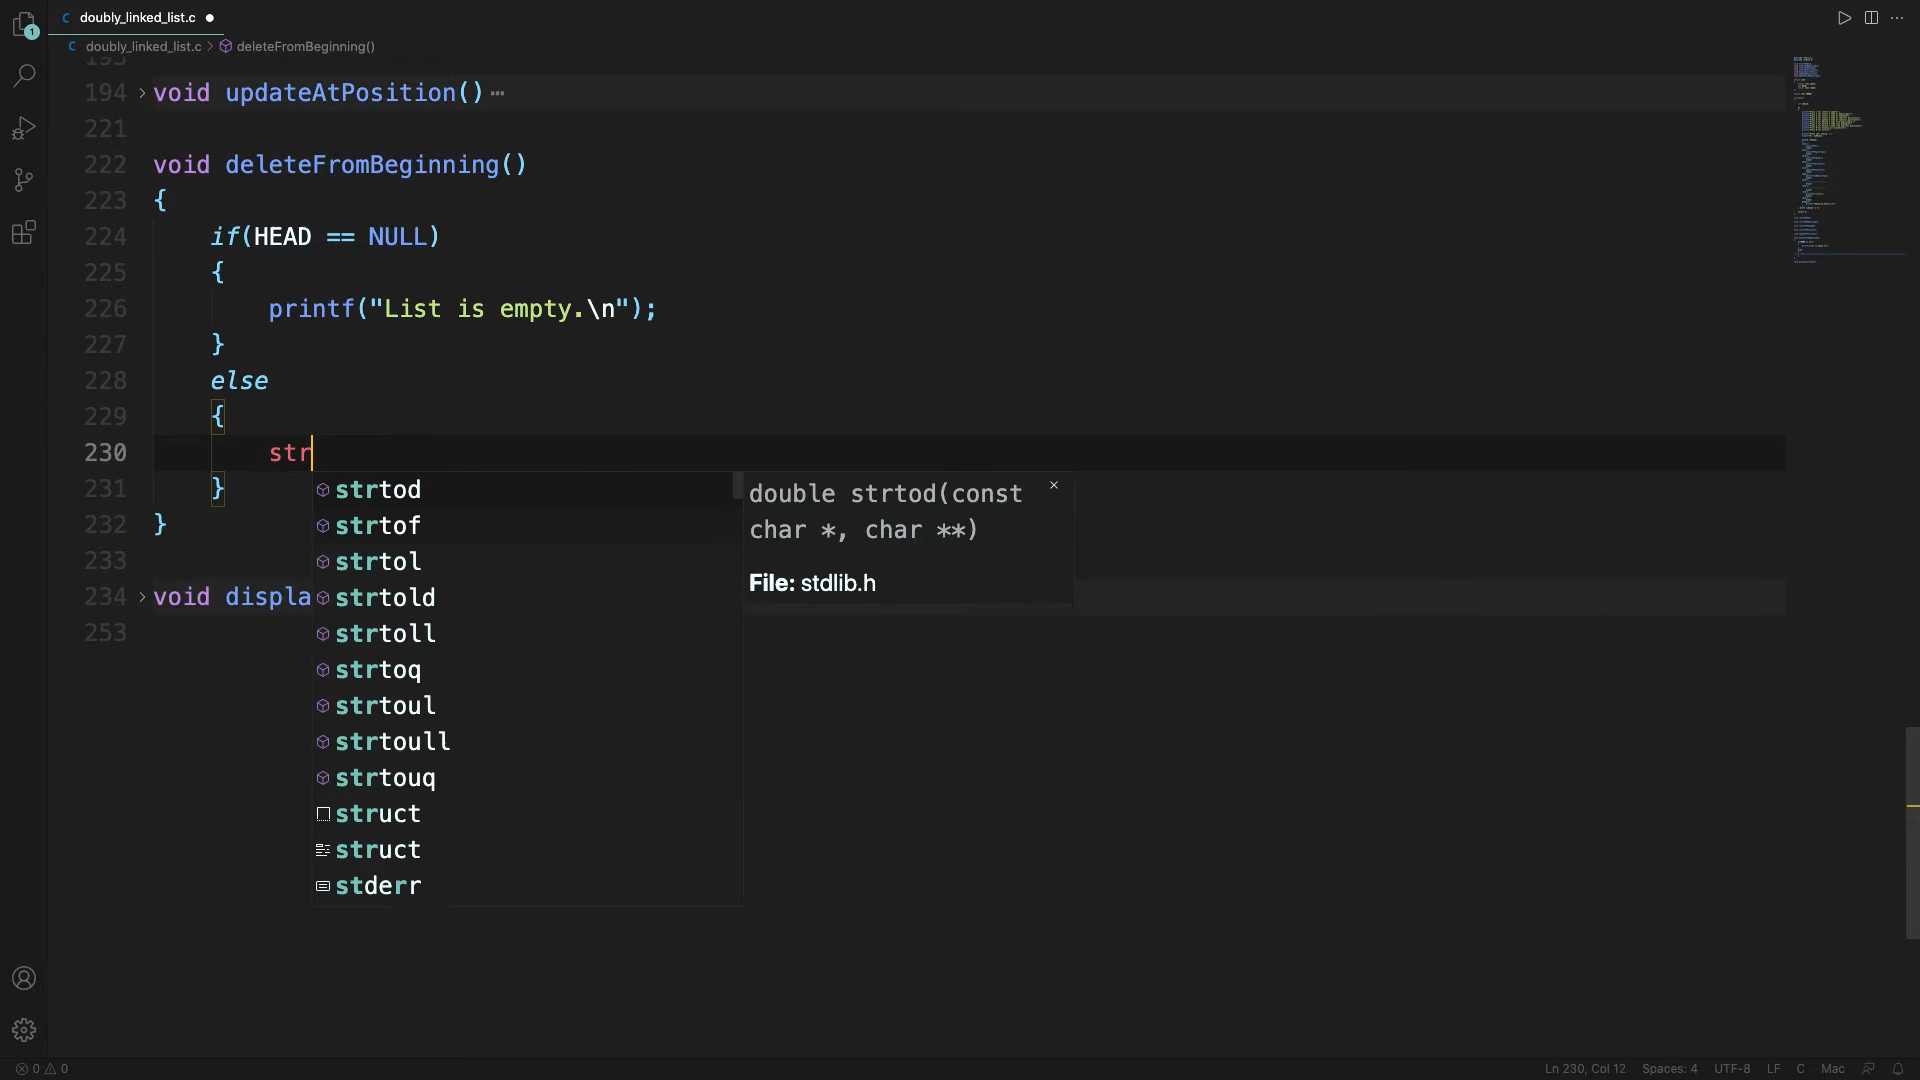 1
C doubly_linked_list.c ●
C doubly_linked_list.c > deleteFromBeginning()
193
194 > void updateAtPosition() ⋯
221
222 void deleteFromBeginning()
223 {
224 if(HEAD == NULL)
225 {
226 printf("List is empty.\n");
227 }
228 else
229 {
230 str
231 }
232 }
233
234 > void displa
253
strtod
strtof
strtol
strtold
strtoll
strtoq
strtoul
strtoull
strtouq
struct
struct
stderr
double strtod(const
char *, char **)
File: stdlib.h
0 0
Ln 230, Col 12 Spaces: 4 UTF-8 LF C Mac